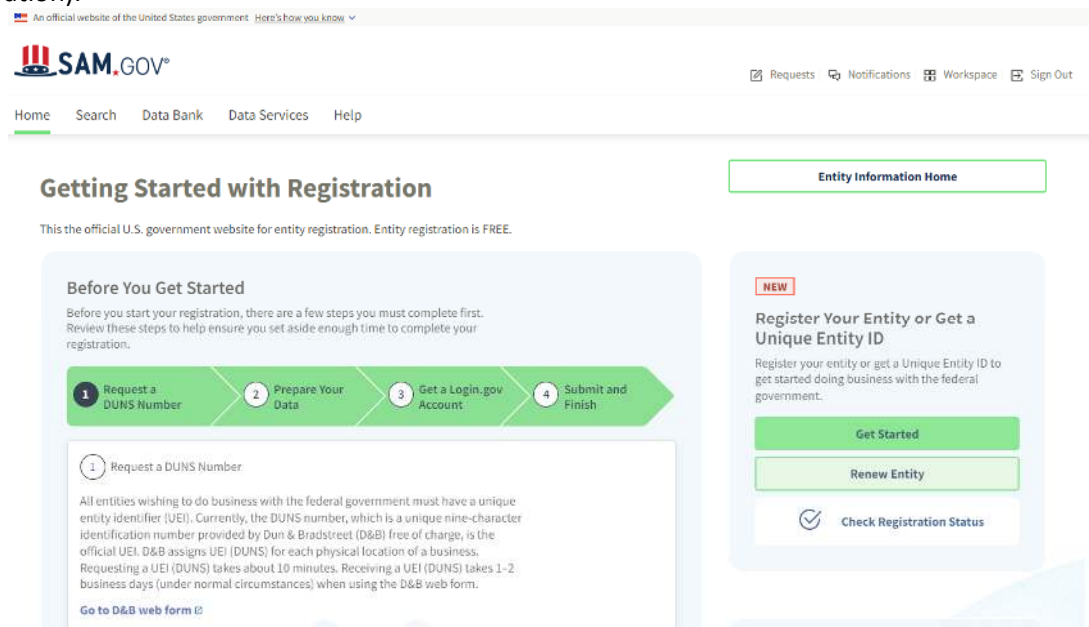 ation).
An official website of the United States government Here's how you know
SAM.GOV®
Requests Notifications Workspace Sign Out
Home Search Data Bank Data Services Help
Getting Started with Registration
Entity Information Home
This the official U.S. government website for entity registration. Entity registration is FREE.
Before You Get Started
Before you start your registration, there are a few steps you must complete first.
Review these steps to help ensure you set aside enough time to complete your
registration.
1 Request a
DUNS Number
2 Prepare Your
Data
3 Get a Login.gov
Account
4 Submit and
Finish
1 Request a DUNS Number
All entities wishing to do business with the federal government must have a unique
entity identifier (UEI). Currently, the DUNS number, which is a unique nine-character
identification number provided by Dun & Bradstreet (D&B) free of charge, is the
official UEI. D&B assigns UEI (DUNS) for each physical location of a business.
Requesting a UEI (DUNS) takes about 10 minutes. Receiving a UEI (DUNS) takes 1-2
business days (under normal circumstances) when using the D&B web form.
Go to D&B web form
NEW
Register Your Entity or Get a
Unique Entity ID
Register your entity or get a Unique Entity ID to
get started doing business with the federal
government.
Get Started
Renew Entity
Check Registration Status